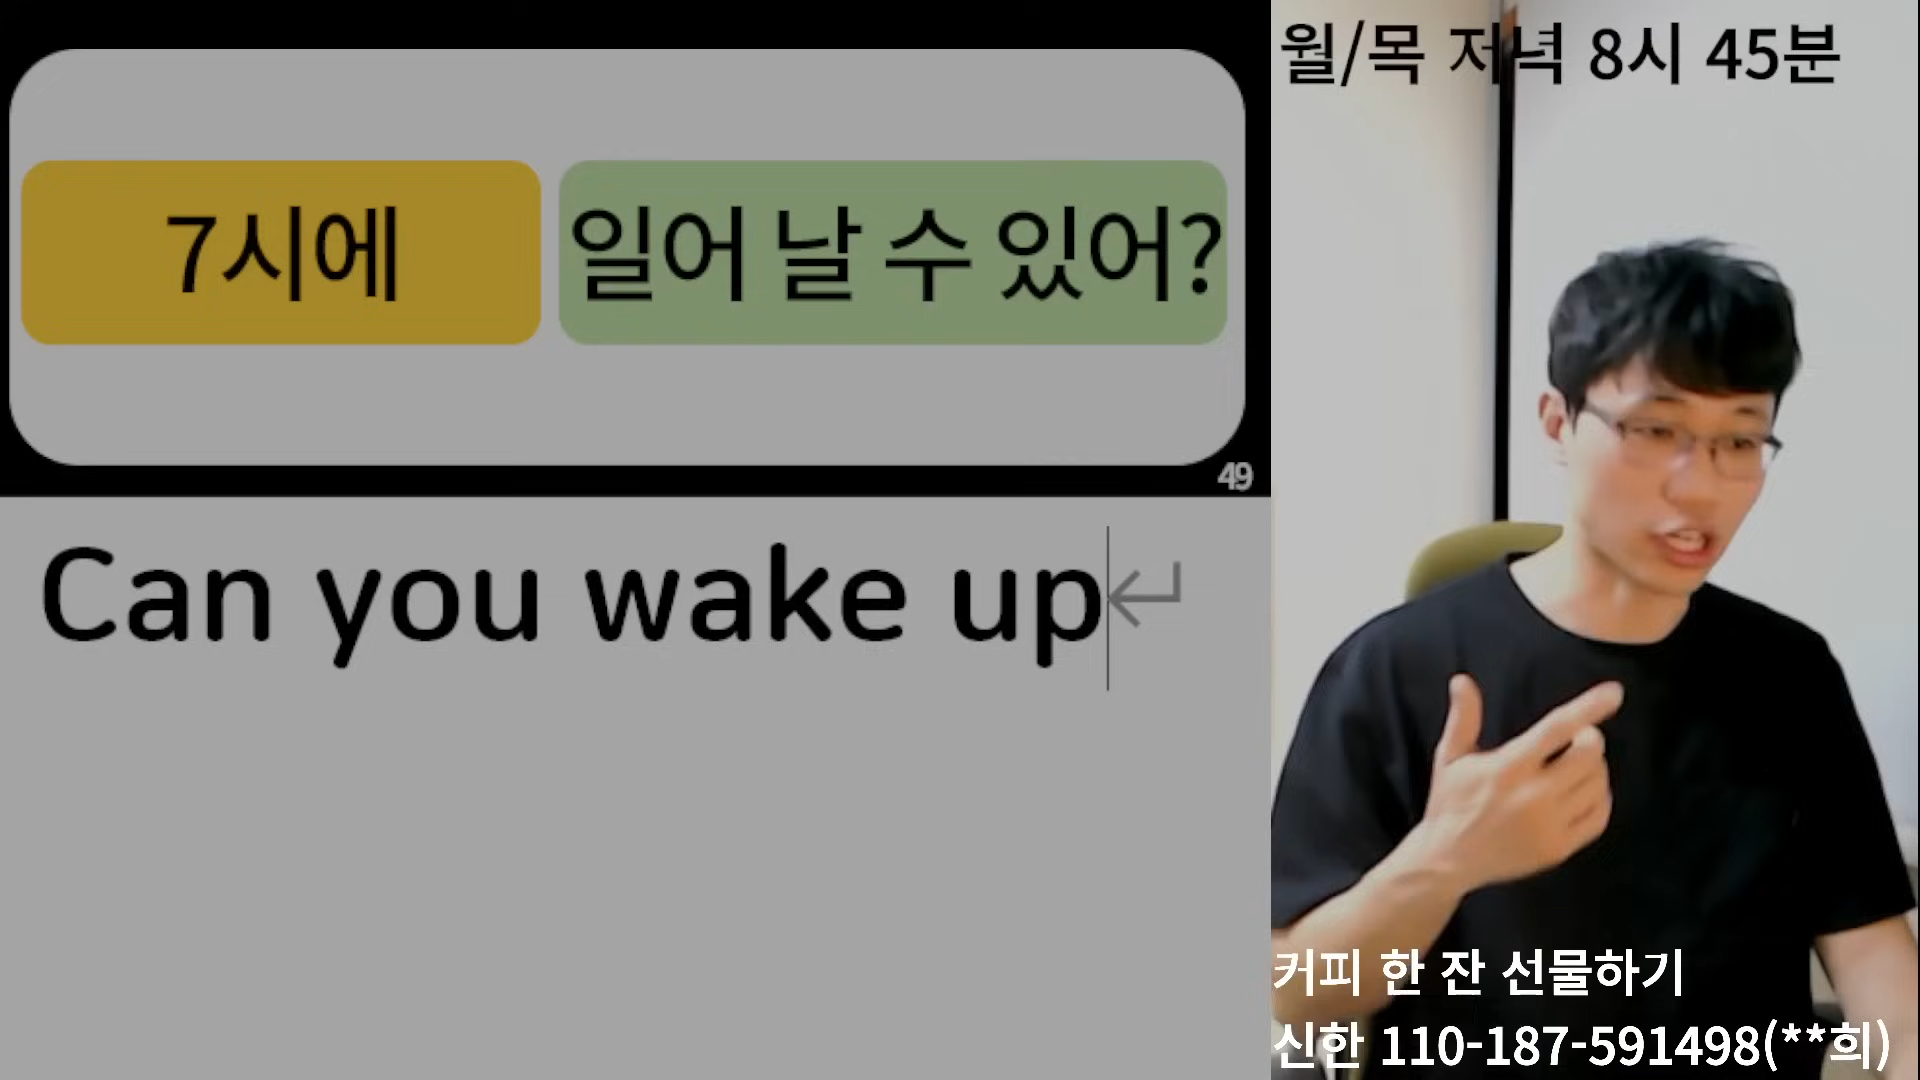 7시에 일어 날 수 있어?
49
Can you wake up↵
월/목 저녁 8시 45분
커피 한 잔 선물하기
신한 110-187-591498(**희)